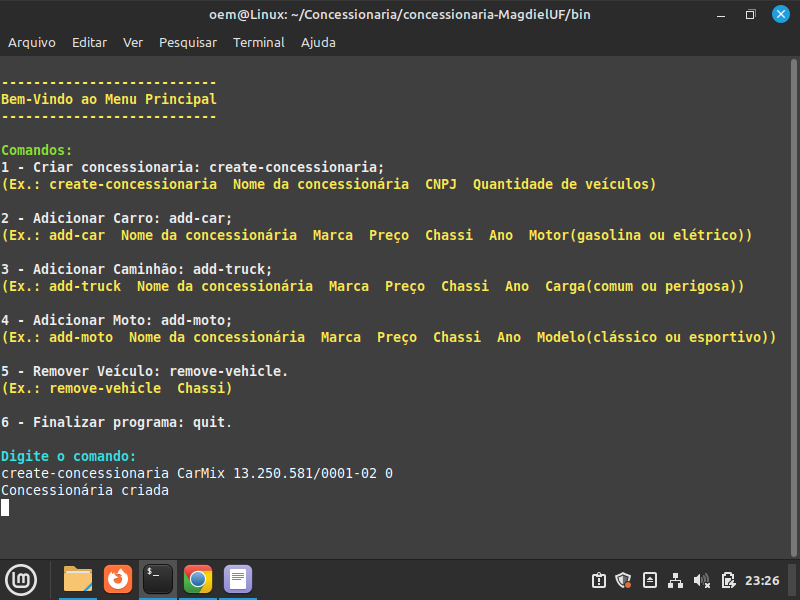 oem@Linux: ~/Concessionaria/concessionaria-MagdielUF/bin
Arquivo Editar Ver Pesquisar Terminal Ajuda
---------------------------
Bem-Vindo ao Menu Principal
---------------------------
Comandos:
1 - Criar concessionaria: create-concessionaria;
(Ex.: create-concessionaria  Nome da concessionária  CNPJ  Quantidade de veículos)
2 - Adicionar Carro: add-car;
(Ex.: add-car  Nome da concessionária  Marca  Preço  Chassi  Ano  Motor(gasolina ou elétrico))
3 - Adicionar Caminhão: add-truck;
(Ex.: add-truck  Nome da concessionária  Marca  Preço  Chassi  Ano  Carga(comum ou perigosa))
4 - Adicionar Moto: add-moto;
(Ex.: add-moto  Nome da concessionária  Marca  Preço  Chassi  Ano  Modelo(clássico ou esportivo))
5 - Remover Veículo: remove-vehicle.
(Ex.: remove-vehicle  Chassi)
6 - Finalizar programa: quit.
Digite o comando:
create-concessionaria CarMix 13.250.581/0001-02 0
Concessionária criada
$_
23:26